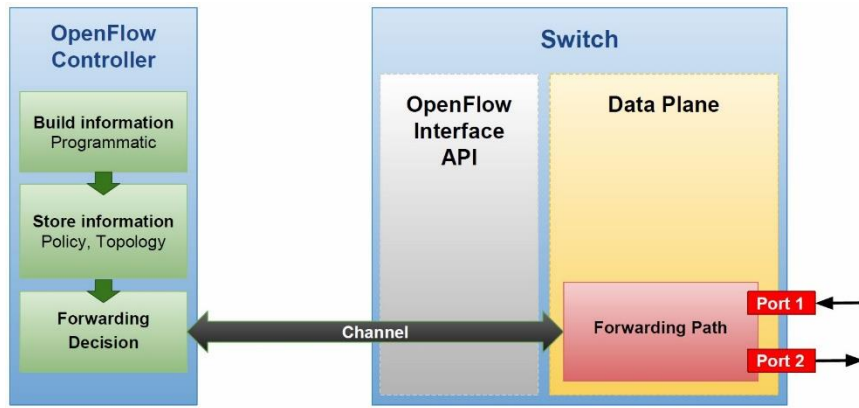 OpenFlow
Controller
Build information
Programmatic
Store information
Policy, Topology
Forwarding
Decision
Channel
Switch
OpenFlow
Interface
API
Data Plane
Forwarding Path
Port 1
Port 2